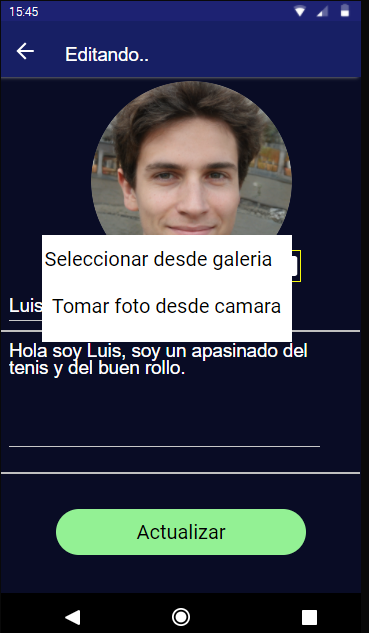 15:45
Editando..
Seleccionar desde galeria
Tomar foto desde camara
Luis
Hola soy Luis, soy un apasinado del
tenis y del buen rollo.
Actualizar